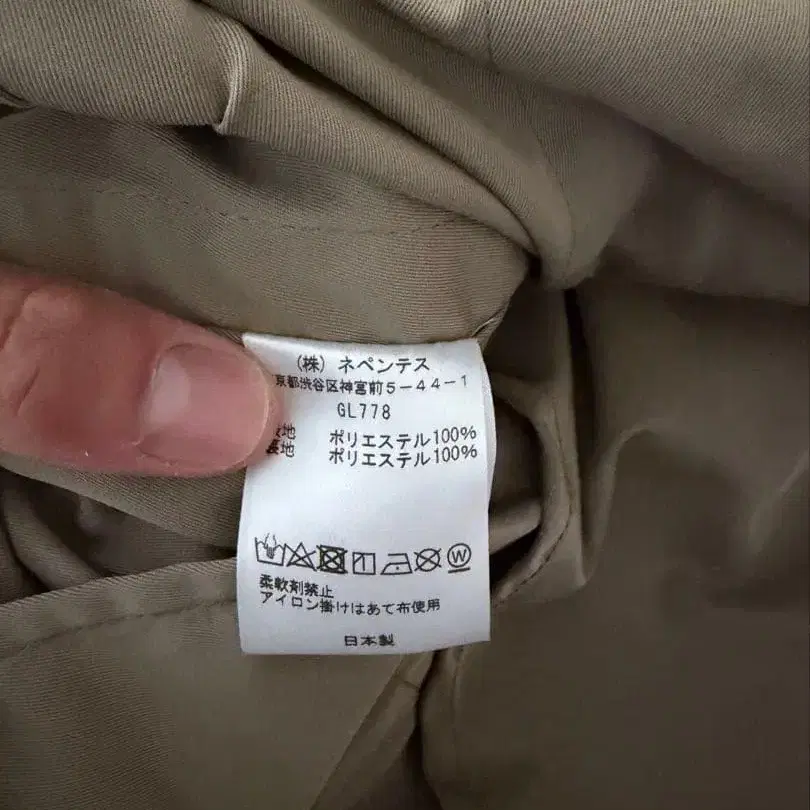 (株) ネペンテス
京都渋谷区神宮前5-44-1
GL778
地 ポリエステル100%
地 ポリエステル100%
W
柔軟剤禁止
アイロン掛けはあて布使用
日本製